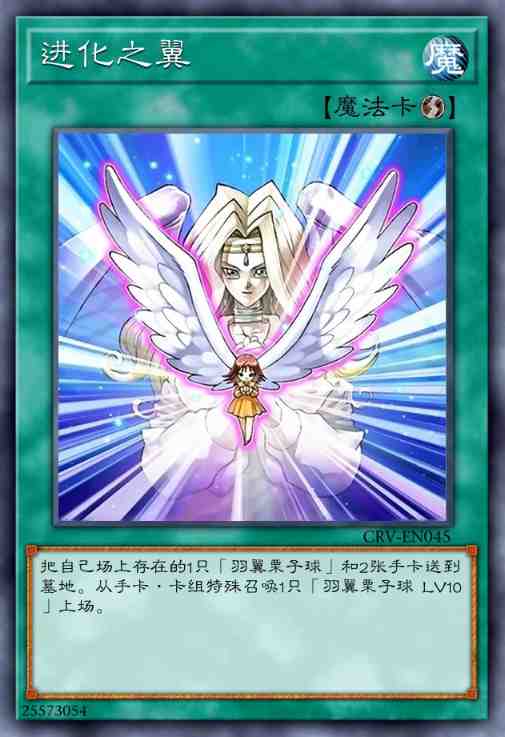 进化之翼
魔
【魔法卡】
CRV-EN045
把自己场上存在的1只「羽翼栗子球」和2张手卡送到
墓地。从手卡·卡组特殊召唤1只「羽翼栗子球 LV10
」上场。
25573054